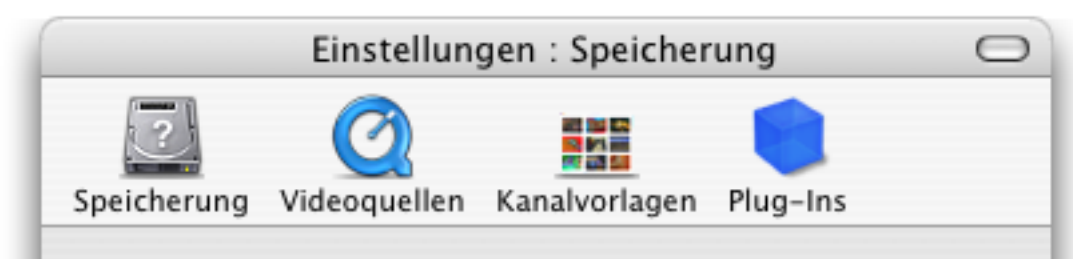 Einstellungen : Speicherung
?
Speicherung Videoquellen Kanalvorlagen Plug-Ins